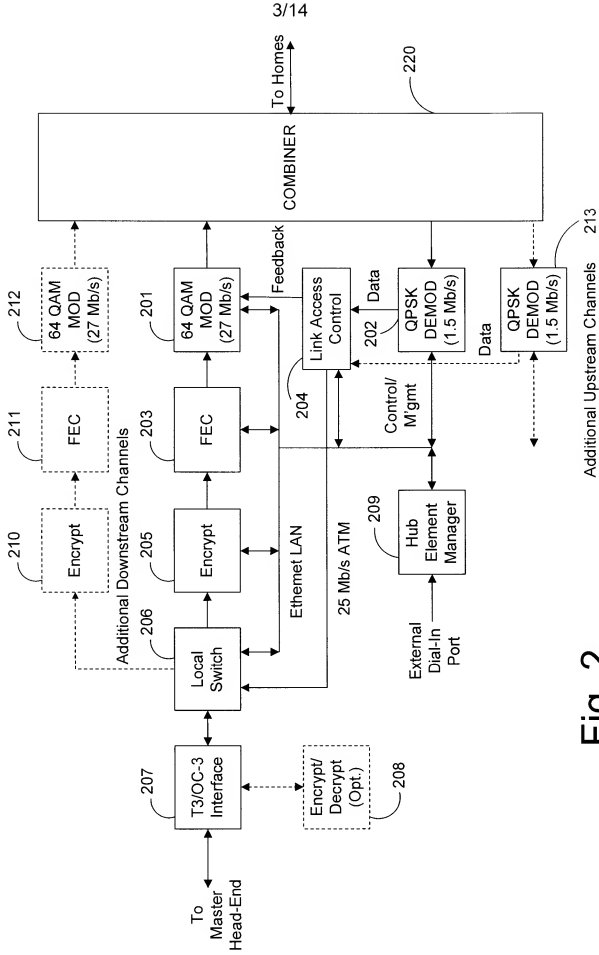 3/14
To
Master
Head-End
207
T3/OC-3
Interface
Encrypt/
Decrypt
(Opt.)
208
206
Local
Switch
Additional Downstream Channels
210
Encrypt
211
FEC
212
64 QAM
MOD
(27 Mb/s)
205
Encrypt
203
FEC
201
64 QAM
MOD
(27 Mb/s)
Ethernet LAN
25 Mb/s ATM
Feedback
204
Link Access
Control
Data
202
QPSK
DEMOD
(1.5 Mb/s)
Control/
M'gmt
209
Hub
Element
Manager
External
Dial-In
Port
Data
QPSK
DEMOD
(1.5 Mb/s)
213
Additional Upstream Channels
COMBINER
220
To Homes
Fig. 2